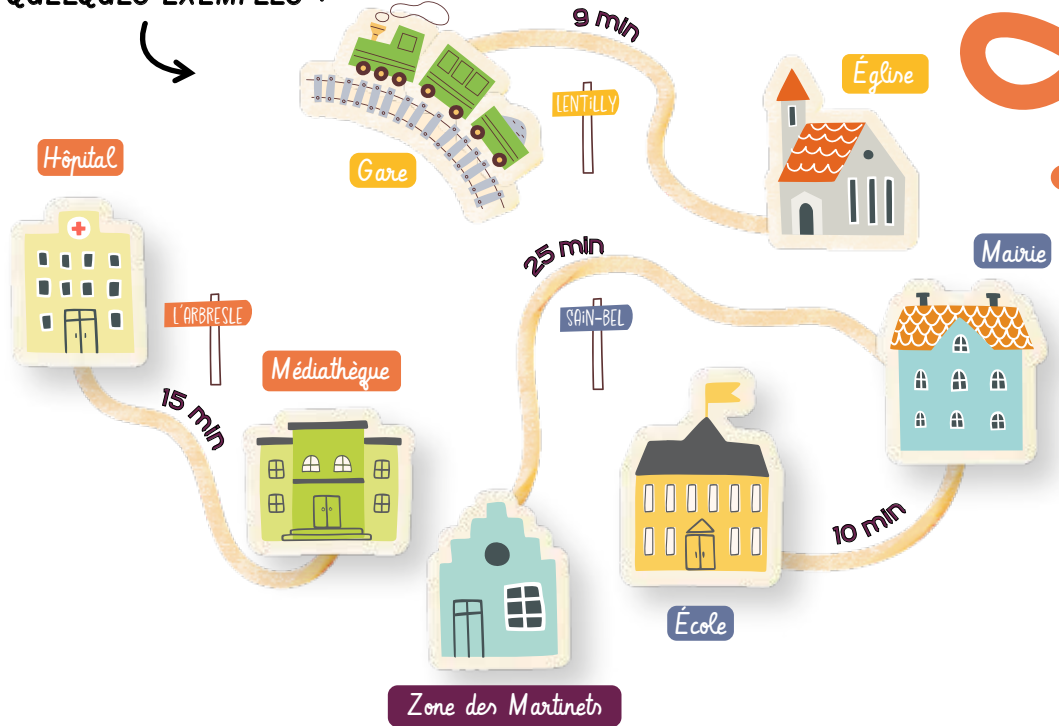 QUELQUES EXEMPLES :
9 min
Église
LENTILLY
Gare
Hôpital
25 min
Mairie
L'ARBRESLE
SAIN-BEL
Médiathèque
15 min
10 min
École
Zone des Martinets